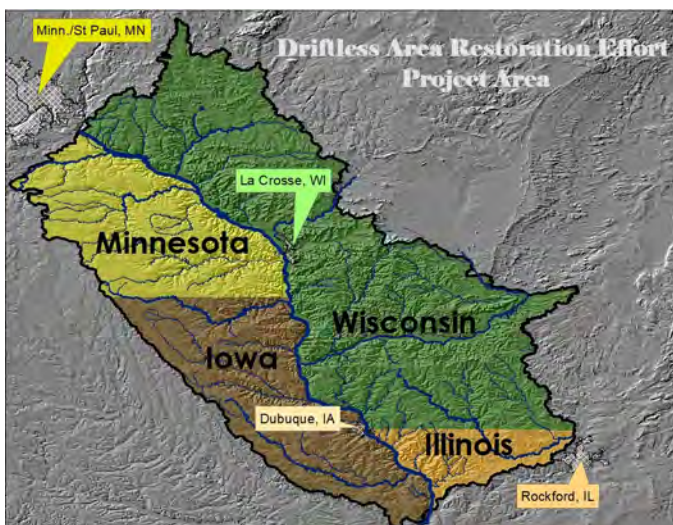 Minn./St Paul, MN
Driftless Area Restoration Effort
Project Area
La Crosse, WI
Minnesota
Wisconsin
Iowa
Dubuque, IA
Illinois
Rockford, IL